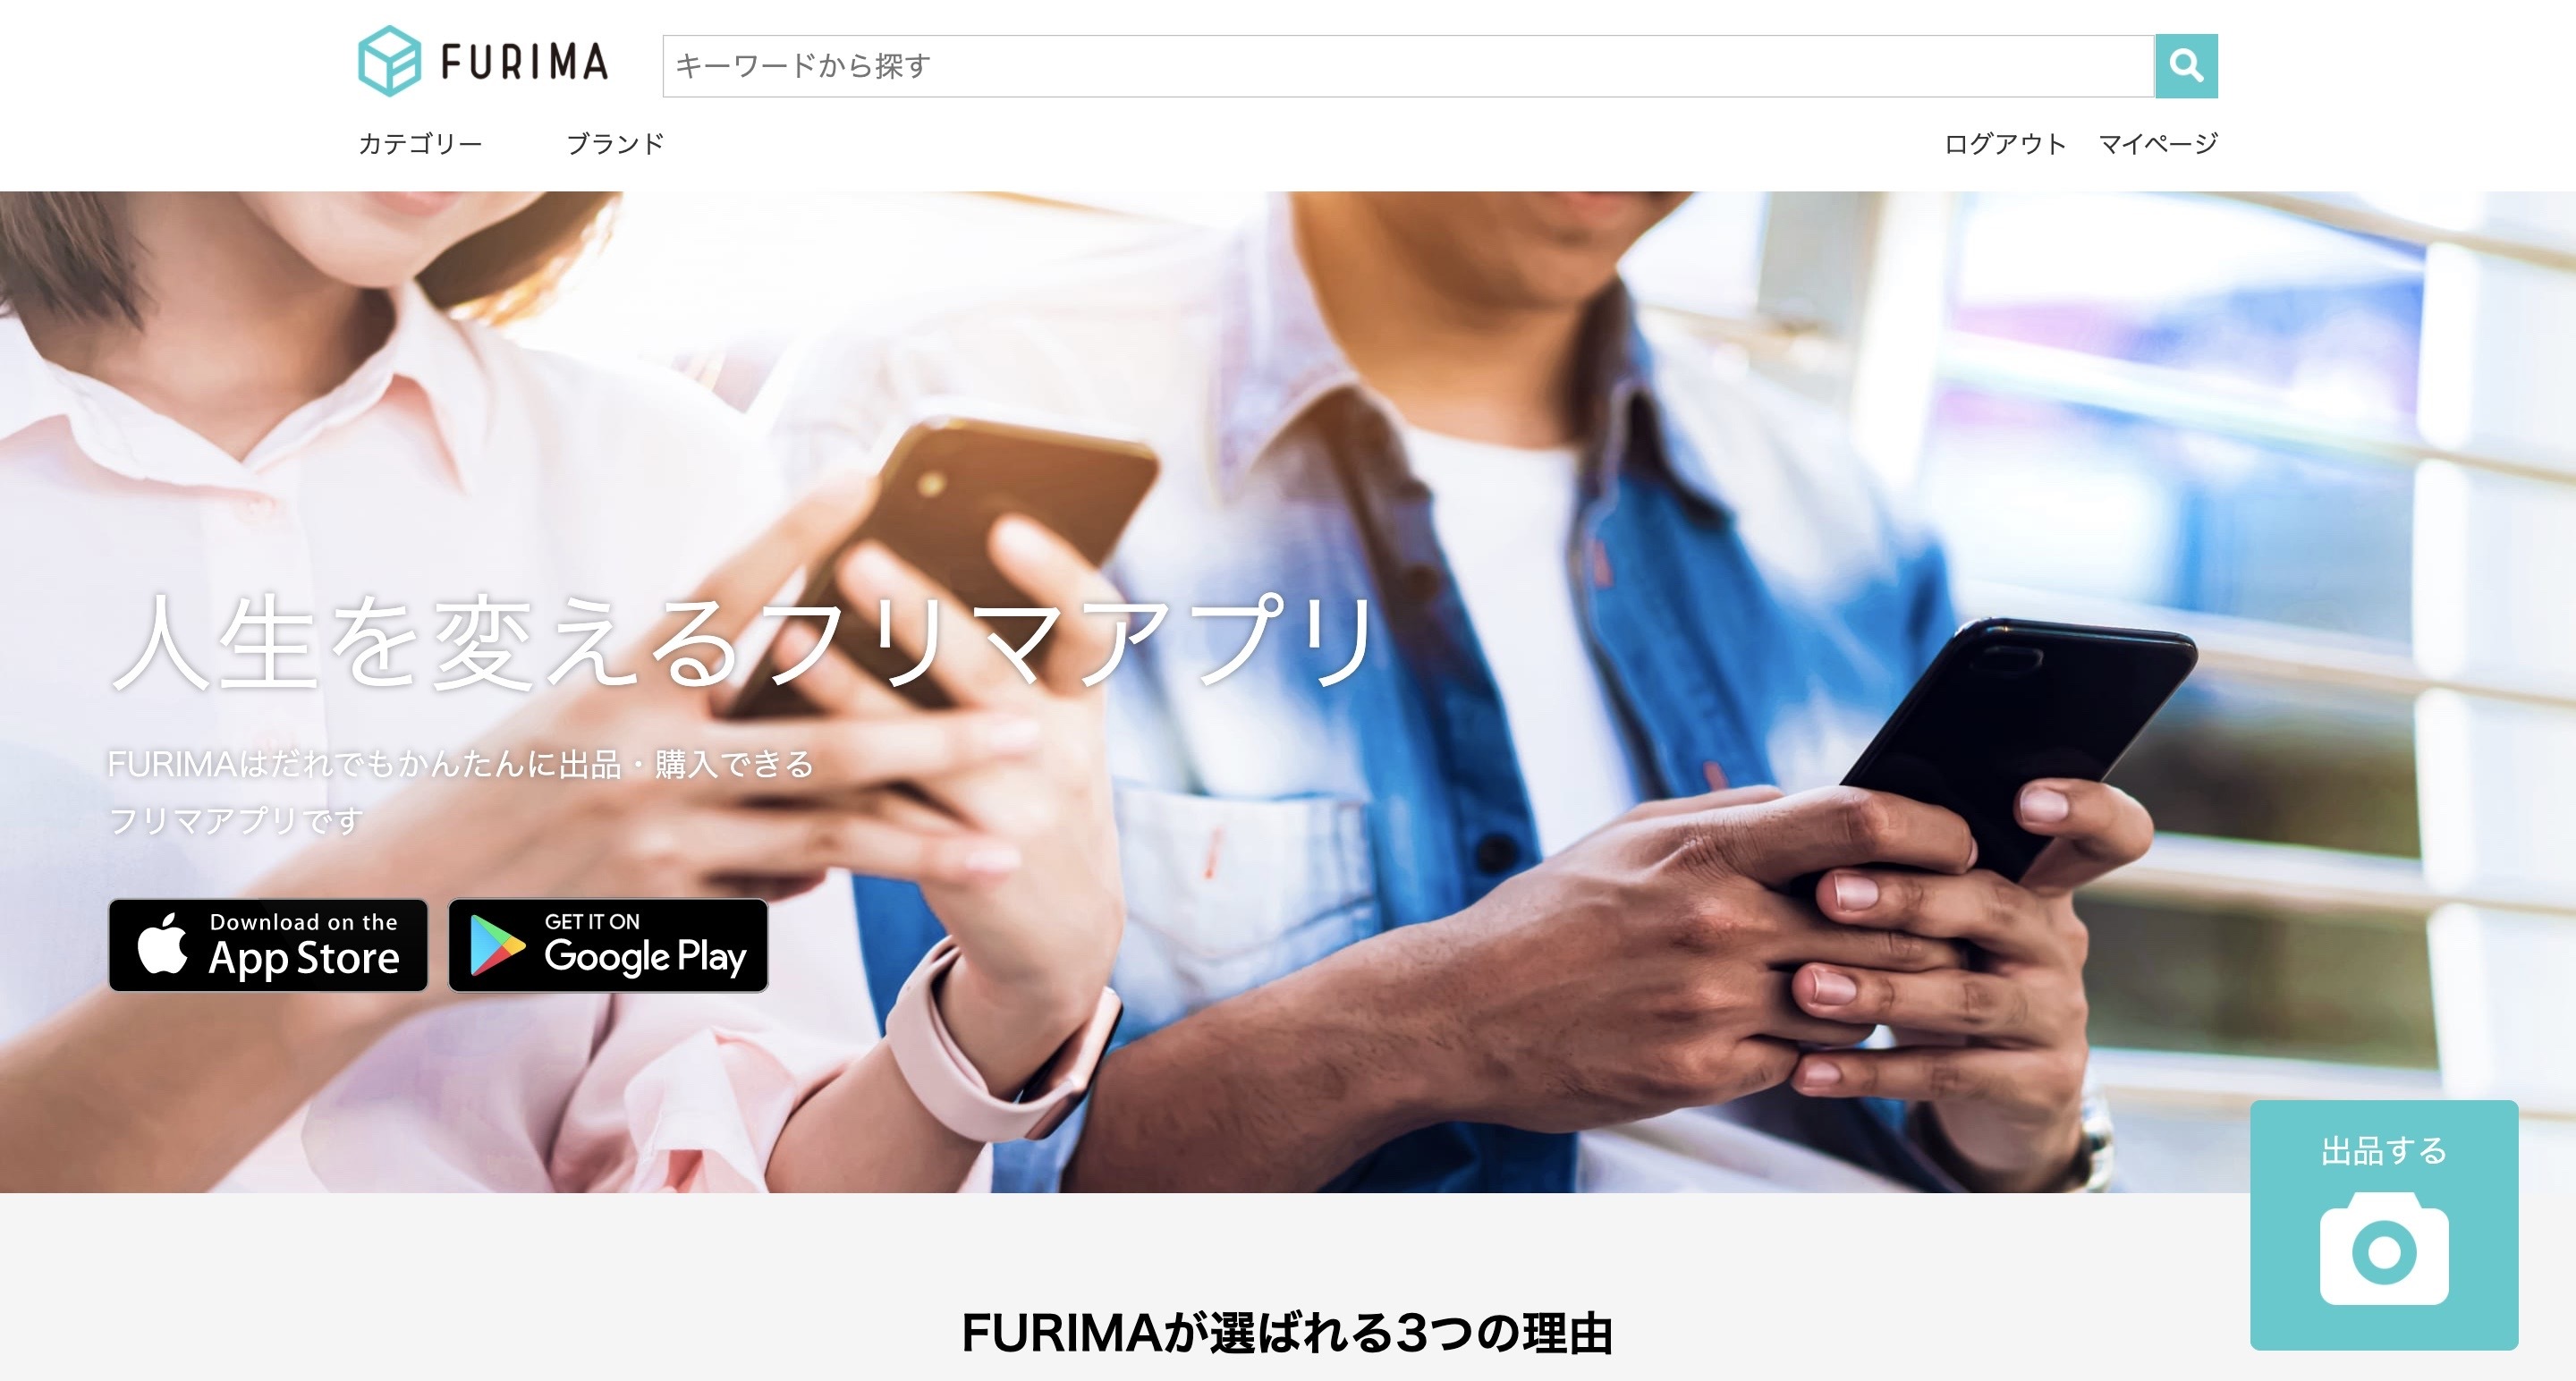 FURIMA
キーワードから探す
カテゴリー
ブランド
ログアウト
マイページ
人生を変えるフリマアプリ
FURIMAはだれでもかんたんに出品・購入できる
フリマアプリです
Download on the
App Store
GET IT ON
Google Play
出品する
FURIMAが選ばれる3つの理由